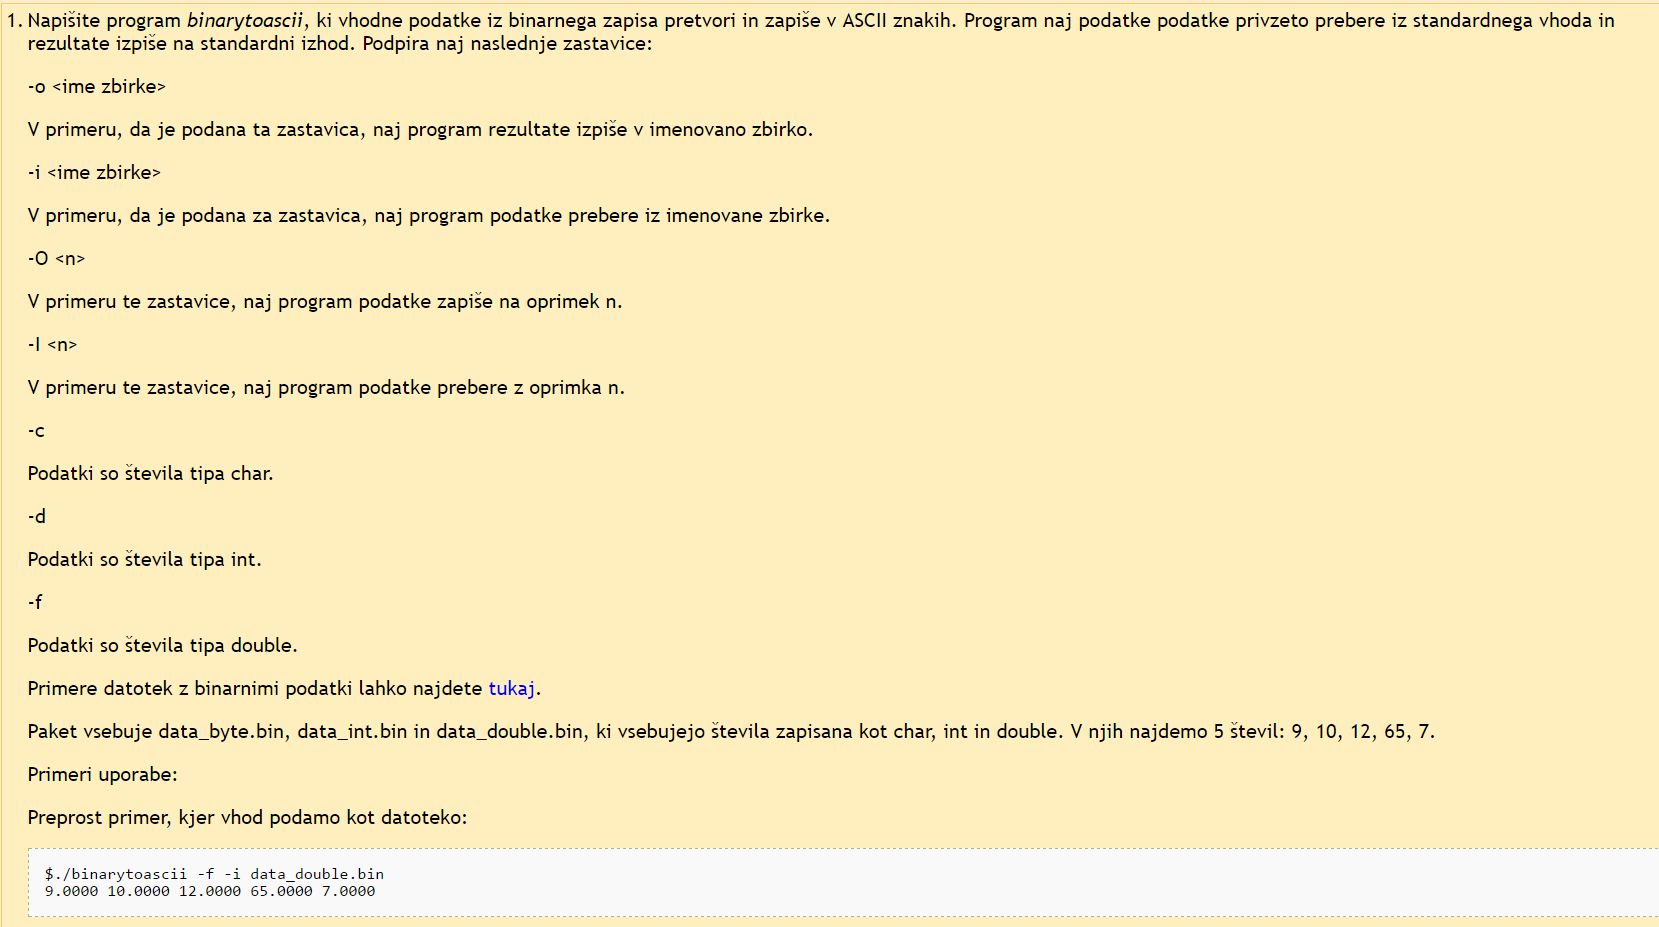 1. Napišite program binarytoascii, ki vhodne podatke iz binarnega zapisa pretvori in zapiše v ASCII znakih. Program naj podatke podatke privzeto prebere iz standardnega vhoda in
rezultate izpiše na standardni izhod. Podpira naj naslednje zastavice:
-o <ime zbirke>
V primeru, da je podana ta zastavica, naj program rezultate izpiše v imenovano zbirko.
-i <ime zbirke>
V primeru, da je podana za zastavica, naj program podatke prebere iz imenovane zbirke.
-O <n>
V primeru te zastavice, naj program podatke zapiše na oprimek n.
-I <n>
V primeru te zastavice, naj program podatke prebere z oprimka n.
-c
Podatki so števila tipa char.
-d
Podatki so števila tipa int.
-f
Podatki so števila tipa double.
Primere datotek z binarnimi podatki lahko najdete tukaj.
Paket vsebuje data_byte.bin, data_int.bin in data_double.bin, ki vsebujejo števila zapisana kot char, int in double. V njih najdemo 5 števil: 9, 10, 12, 65, 7.
Primeri uporabe:
Preprost primer, kjer vhod podamo kot datoteko:
$./binarytoascii -f -i data_double.bin
9.0000 10.0000 12.0000 65.0000 7.0000